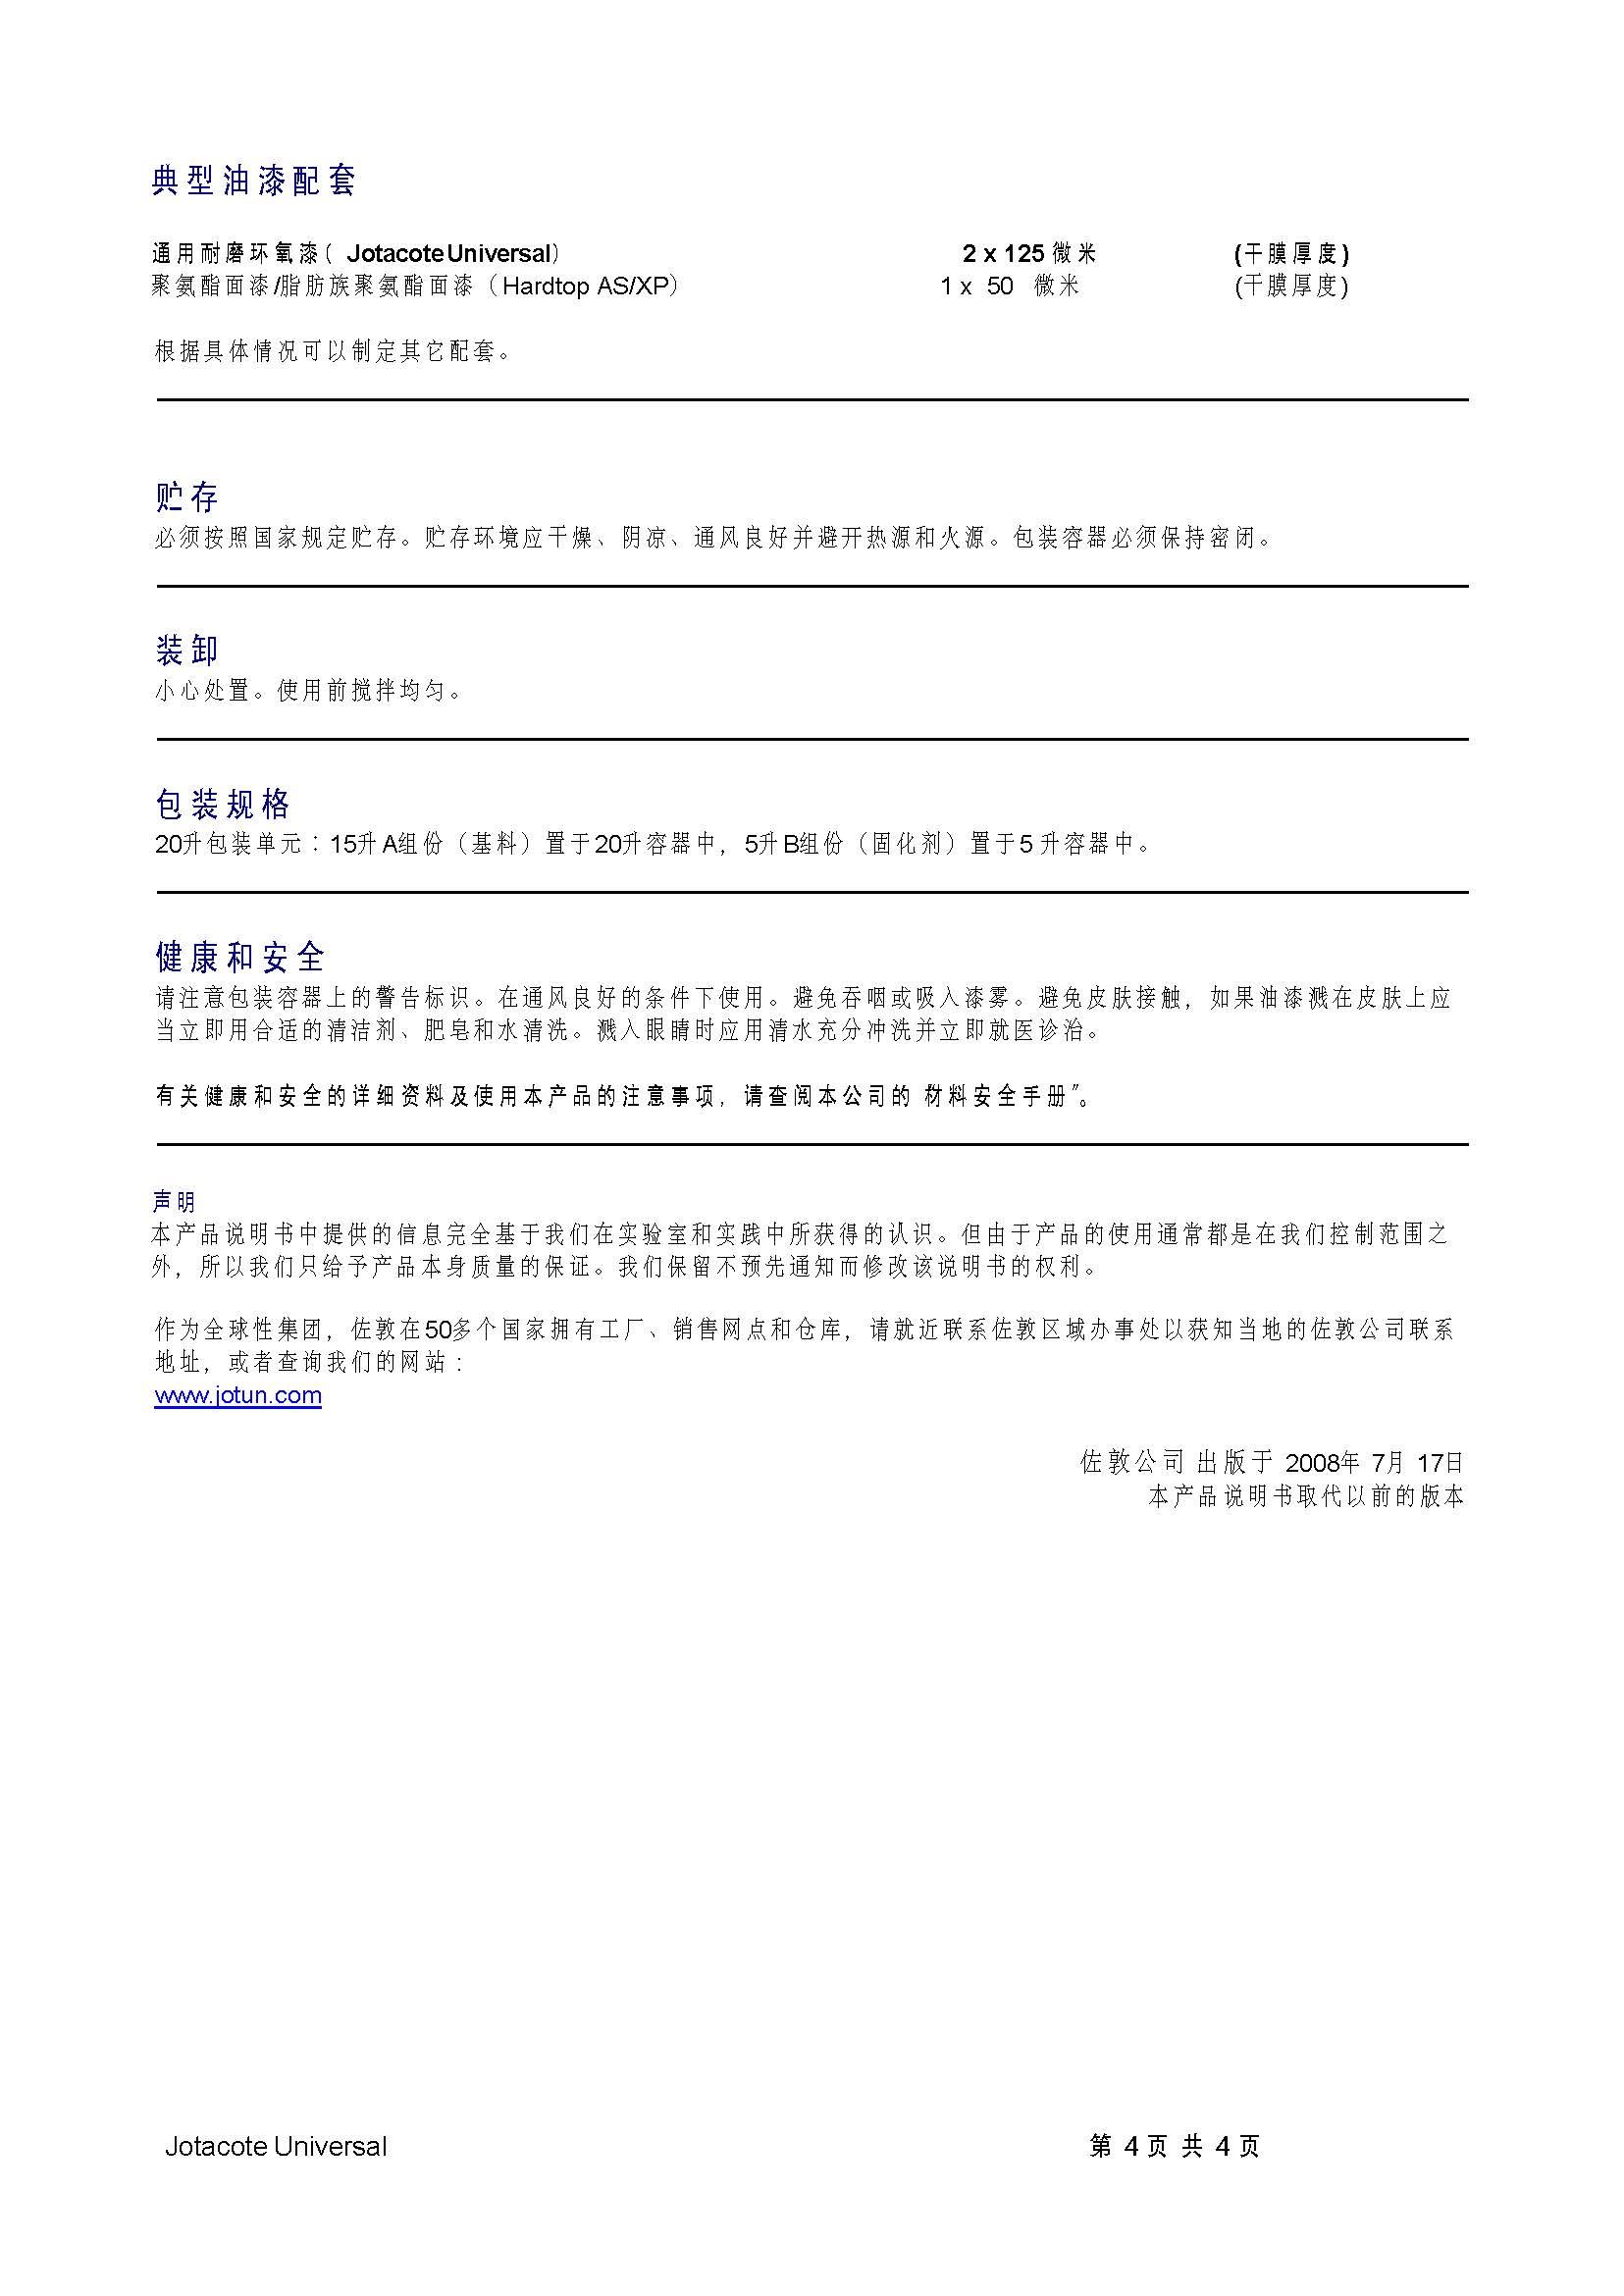 典型油漆配套
通用耐磨环氧漆（ Jotacote Universal） 2 x 125 微米 (干膜厚度)
聚氨酯面漆/脂肪族聚氨酯面漆（Hardtop AS/XP） 1 x 50 微米 (干膜厚度)
根据具体情况可以制定其它配套。
贮存
必须按照国家规定贮存。贮存环境应干燥、阴凉、通风良好并避开热源和火源。包装容器必须保持密闭。
装卸
小心处置。使用前搅拌均匀。
包装规格
20升包装单元：15升A组份（基料）置于20升容器中，5升B组份（固化剂）置于5 升容器中。
健康和安全
请注意包装容器上的警告标识。在通风良好的条件下使用。避免吞咽或吸入漆雾。避免皮肤接触，如果油漆溅在皮肤上应
当立即用合适的清洁剂、肥皂和水清洗。溅入眼睛时应用清水充分冲洗并立即就医诊治。
有关健康和安全的详细资料及使用本产品的注意事项，请查阅本公司的 材料安全手册”。
声明
本产品说明书中提供的信息完全基于我们在实验室和实践中所获得的认识。但由于产品的使用通常都是在我们控制范围之
外，所以我们只给予产品本身质量的保证。我们保留不预先通知而修改该说明书的权利。
作为全球性集团，佐敦在50多个国家拥有工厂、销售网点和仓库，请就近联系佐敦区域办事处以获知当地的佐敦公司联系
地址，或者查询我们的网站：
www.jotun.com
佐敦公司 出版于 2008年 7月 17日
本产品说明书取代以前的版本
Jotacote Universal 第 4 页 共 4 页